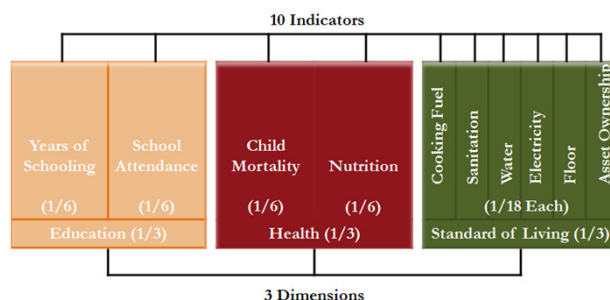 10 Indicators
Years of
Schooling
(1/6)
School
Attendance
(1/6)
Education (1/3)
Child
Mortality
(1/6)
Nutrition
(1/6)
Health (1/3)
Cooking Fuel
Sanitation
Water
Electricity
Floor
Asset Ownership
(1/18 Each)
Standard of Living (1/3)
3 Dimensions